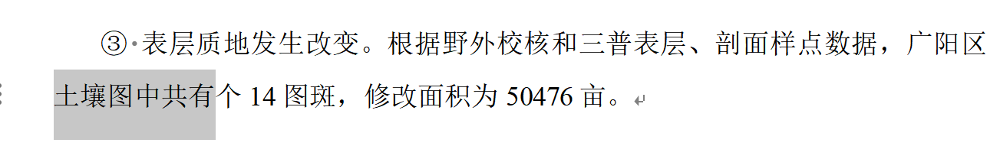 ③ 表层质地发生改变。根据野外校核和三普表层、剖面样点数据，广阳区
土壤图中共有个 14 图斑，修改面积为 50476 亩。